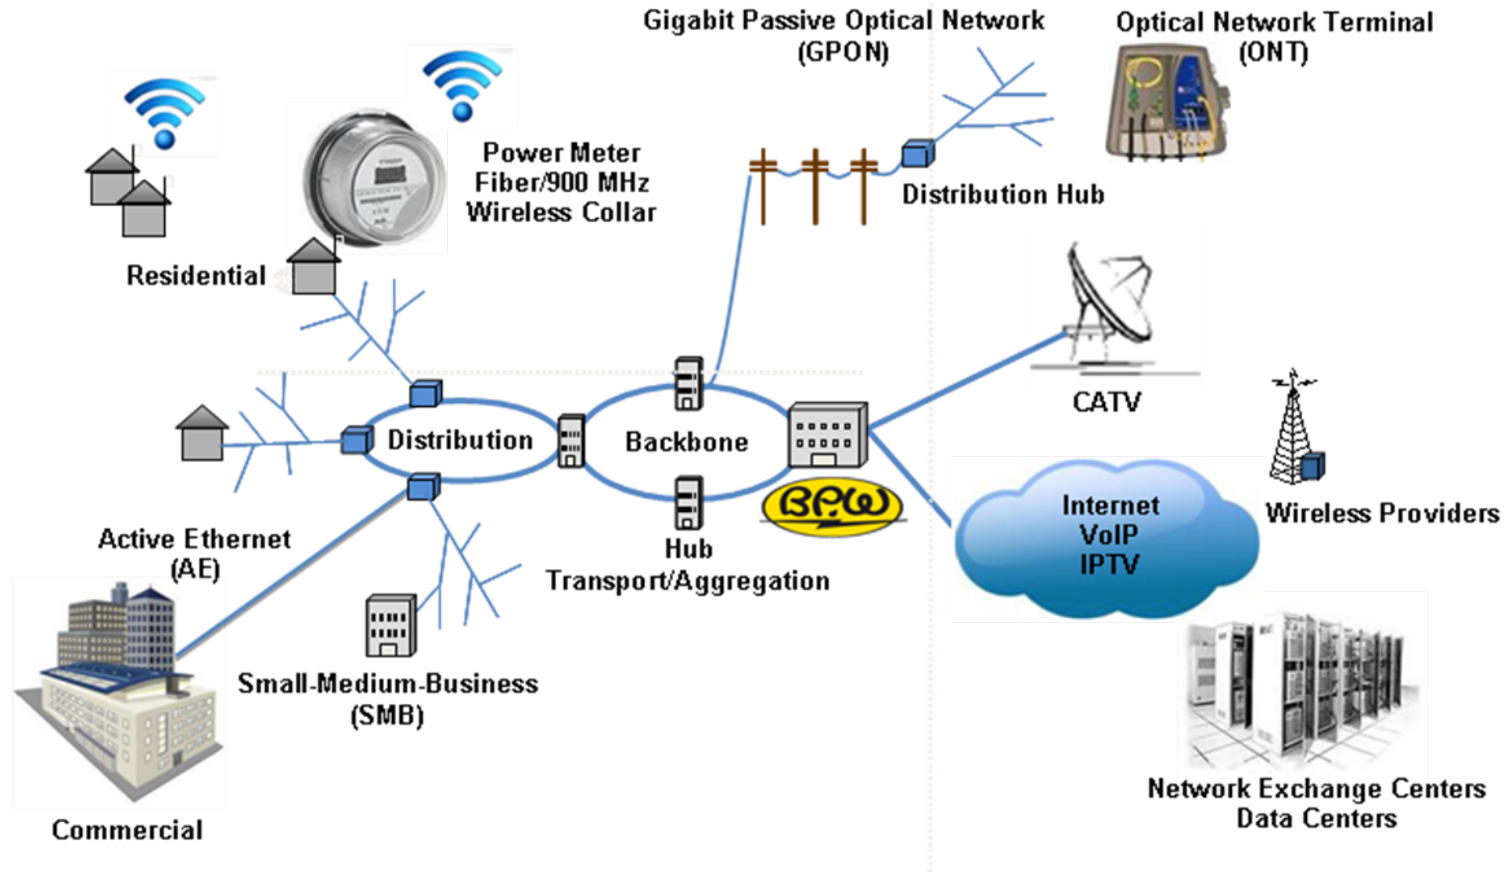 Gigabit Passive Optical Network
(GPON)
Optical Network Terminal
(ONT)
Power Meter
Fiber/900 MHz
Wireless Collar
Distribution Hub
Residential
CATV
Distribution
Backbone
BPW
Internet
VoIP
IPTV
Wireless Providers
Active Ethernet
(AE)
Hub
Transport/Aggregation
Small-Medium-Business
(SMB)
Network Exchange Centers
Data Centers
Commercial